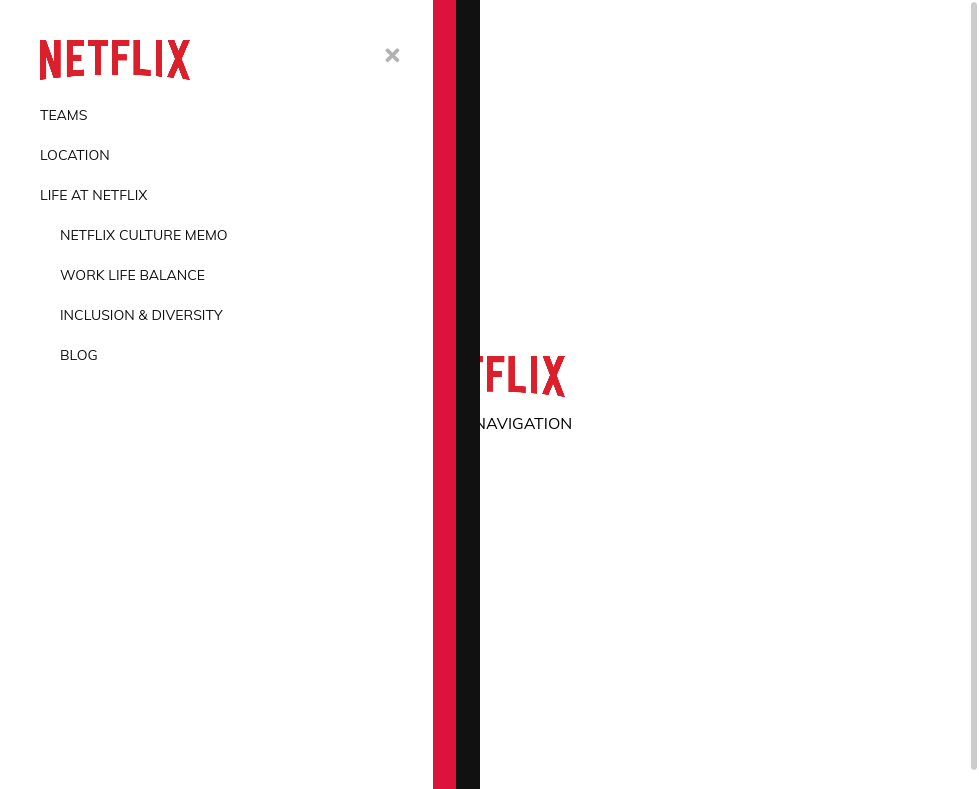 NETFLIX
TEAMS
LOCATION
LIFE AT NETFLIX
NETFLIX CULTURE MEMO
WORK LIFE BALANCE
INCLUSION & DIVERSITY
BLOG
TFLIX
NAVIGATION